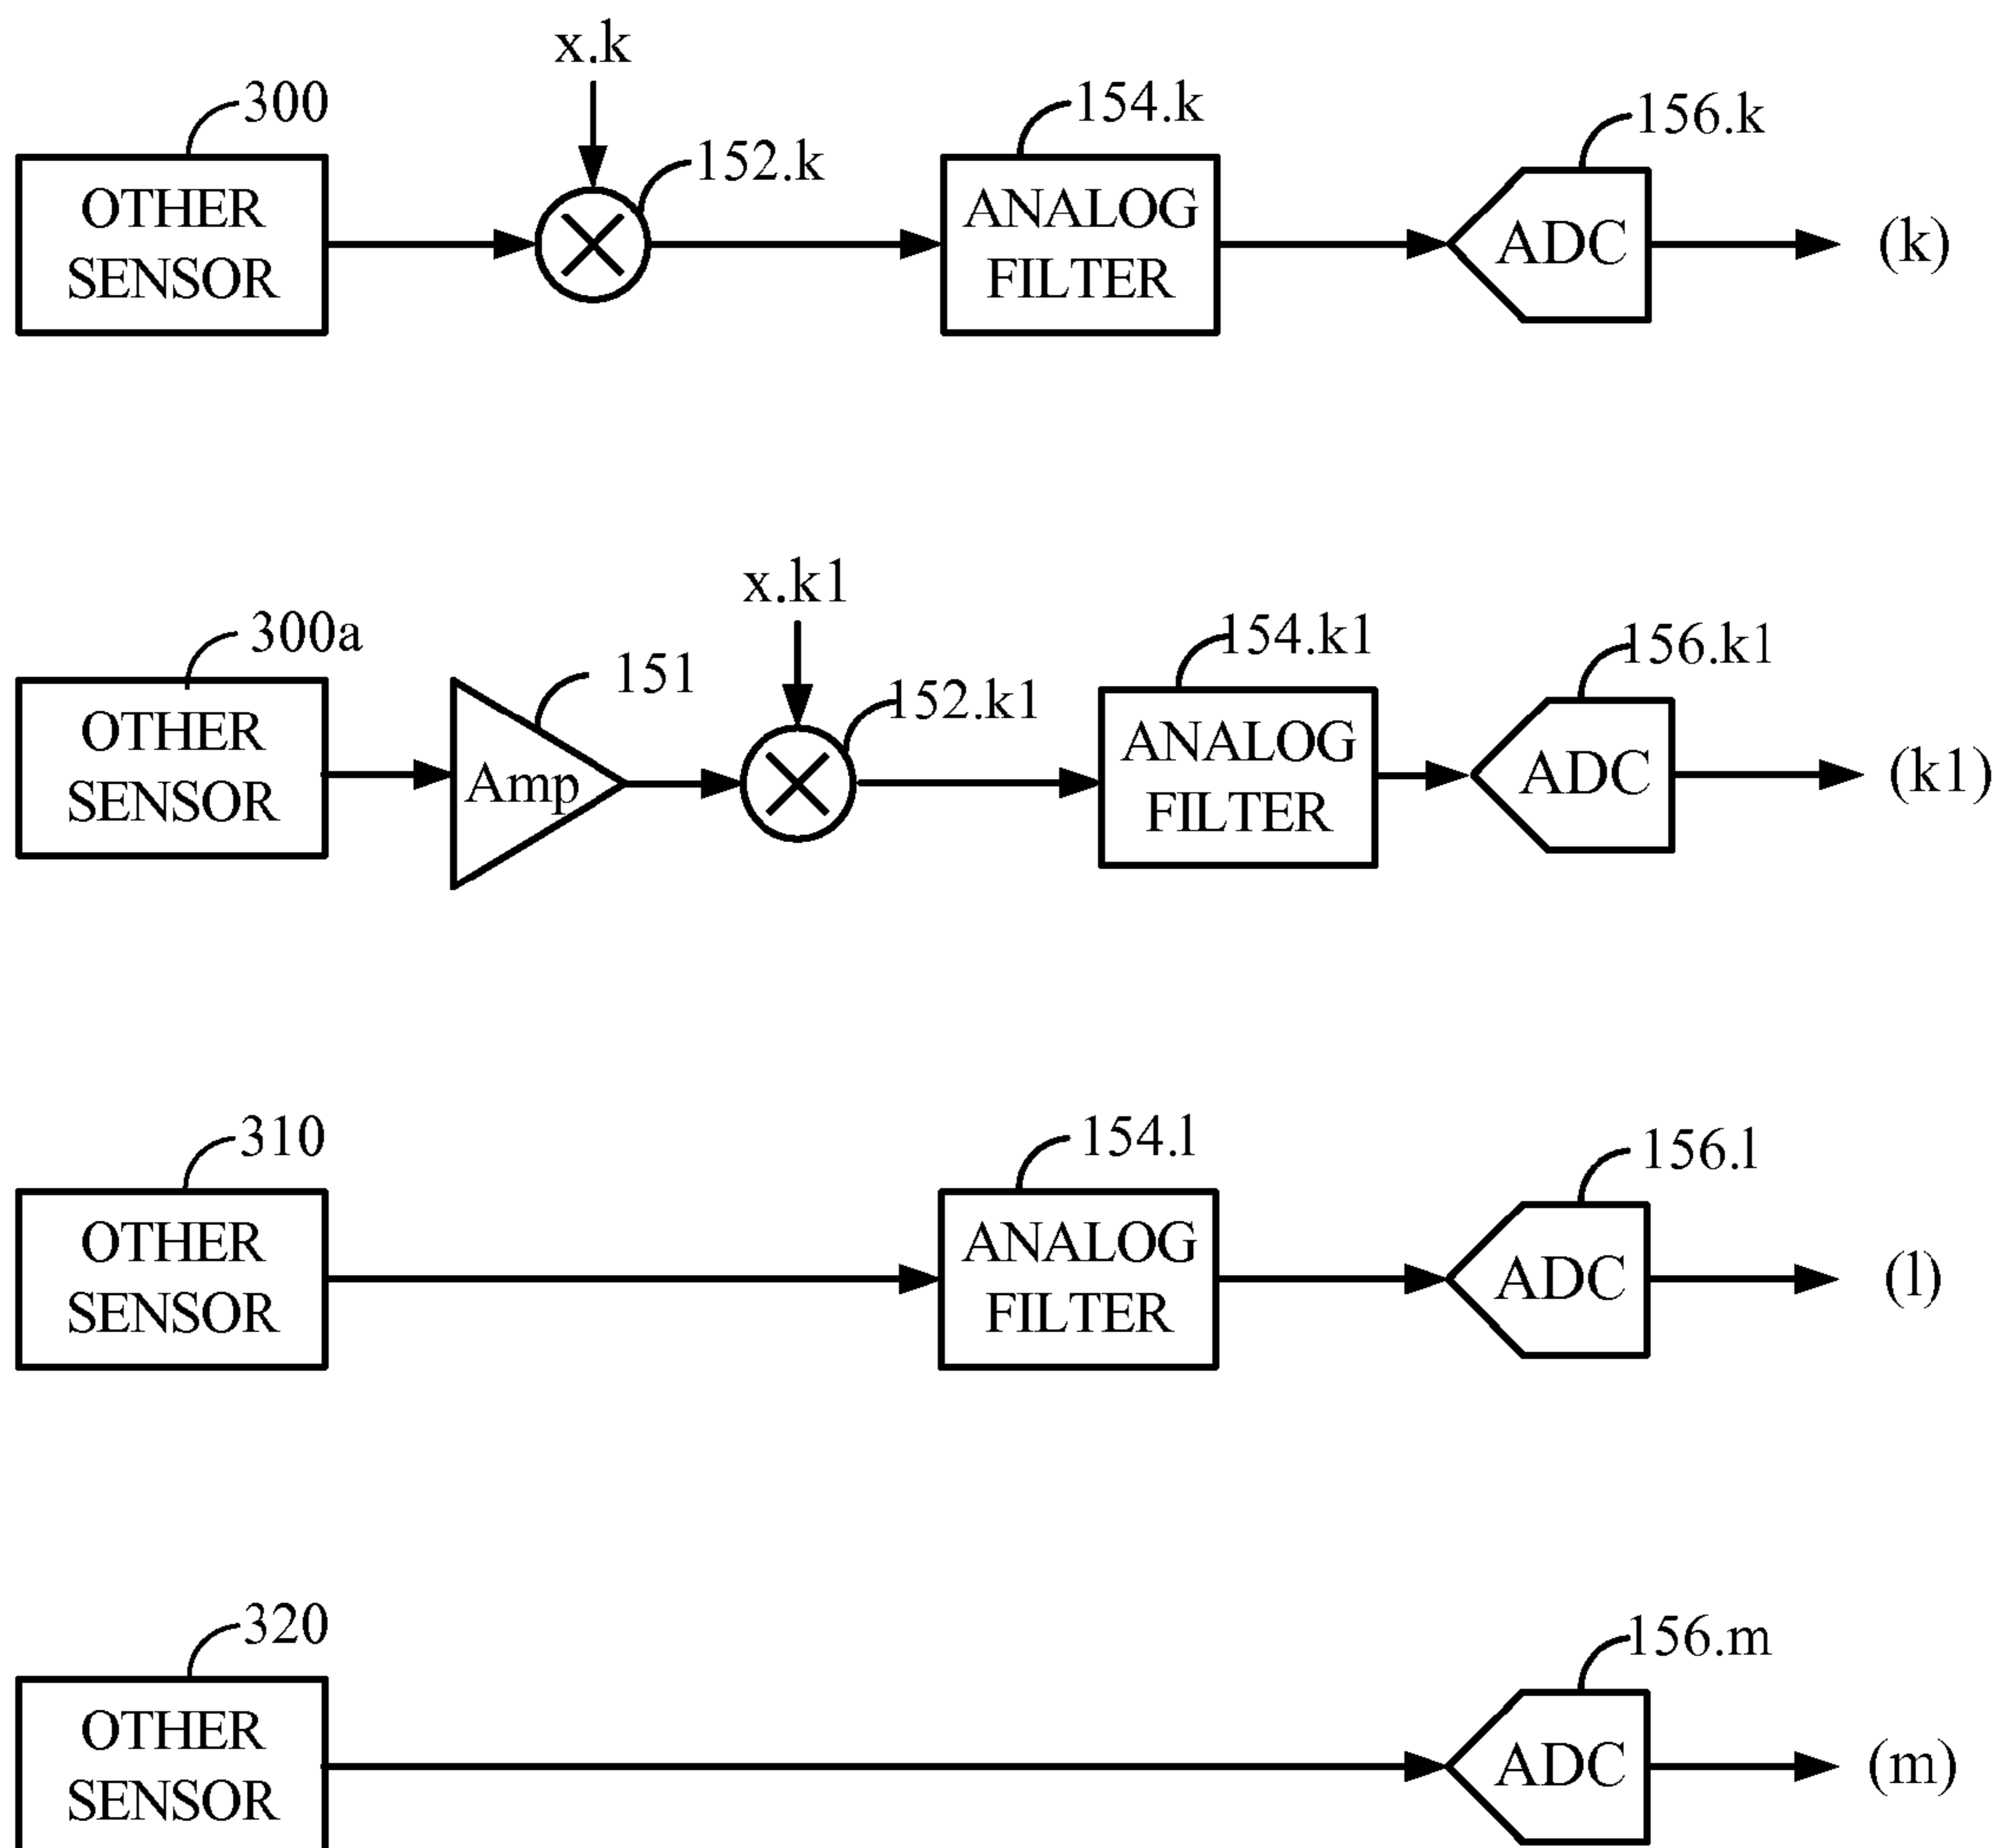 x.k
300
154.k
156.k
152.k
OTHER
SENSOR
ANALOG
FILTER
ADC
(k)
x.k1
300a
151
152.k1
154.k1
156.k1
OTHER
SENSOR
Amp
ANALOG
FILTER
ADC
(k1)
310
154.l
156.l
OTHER
SENSOR
ANALOG
FILTER
ADC
(l)
320
156.m
OTHER
SENSOR
ADC
(m)